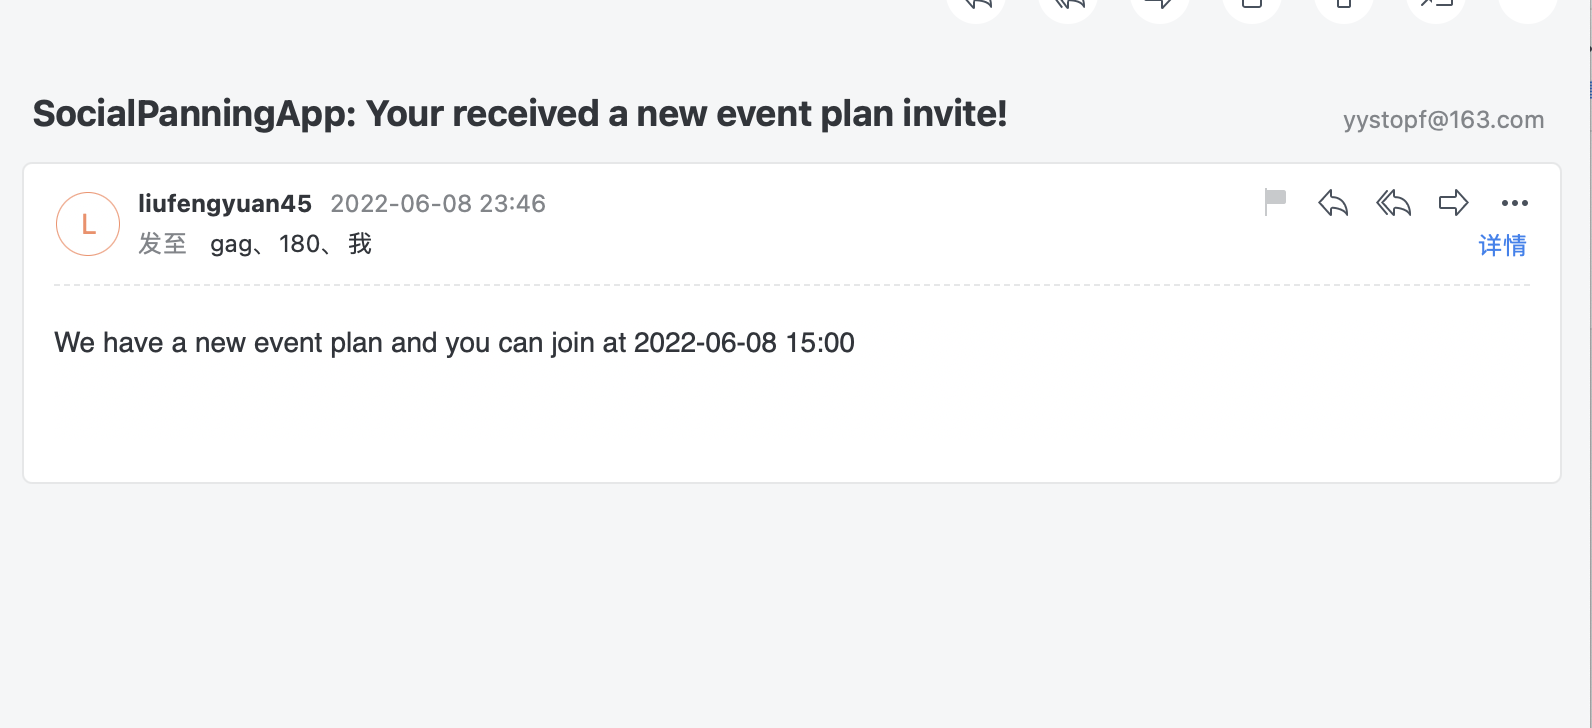 SocialPanningApp: Your received a new event plan invite!
yystopf@163.com
L
liufengyuan45 2022-06-08 23:46
发至 gag、180、我
详情
We have a new event plan and you can join at 2022-06-08 15:00